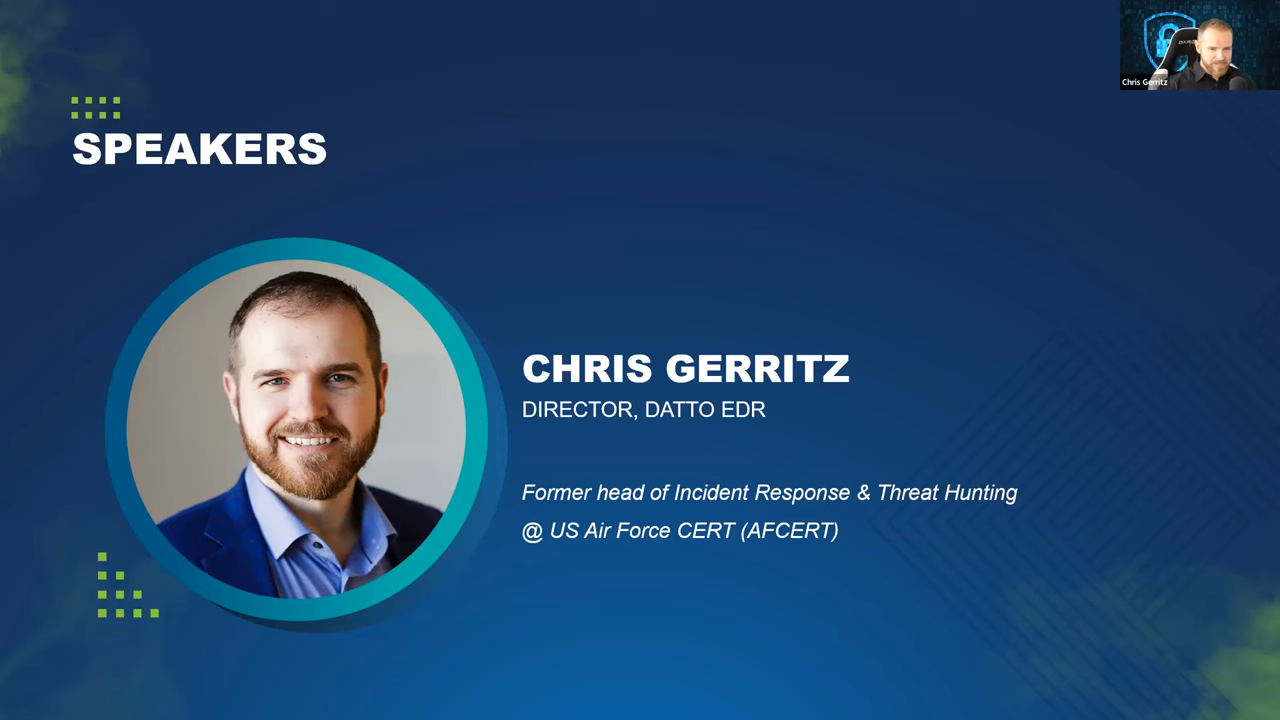 Chris Gerritz
SPEAKERS
CHRIS GERRITZ
DIRECTOR, DATTO EDR
Former head of Incident Response & Threat Hunting
@ US Air Force CERT (AFCERT)